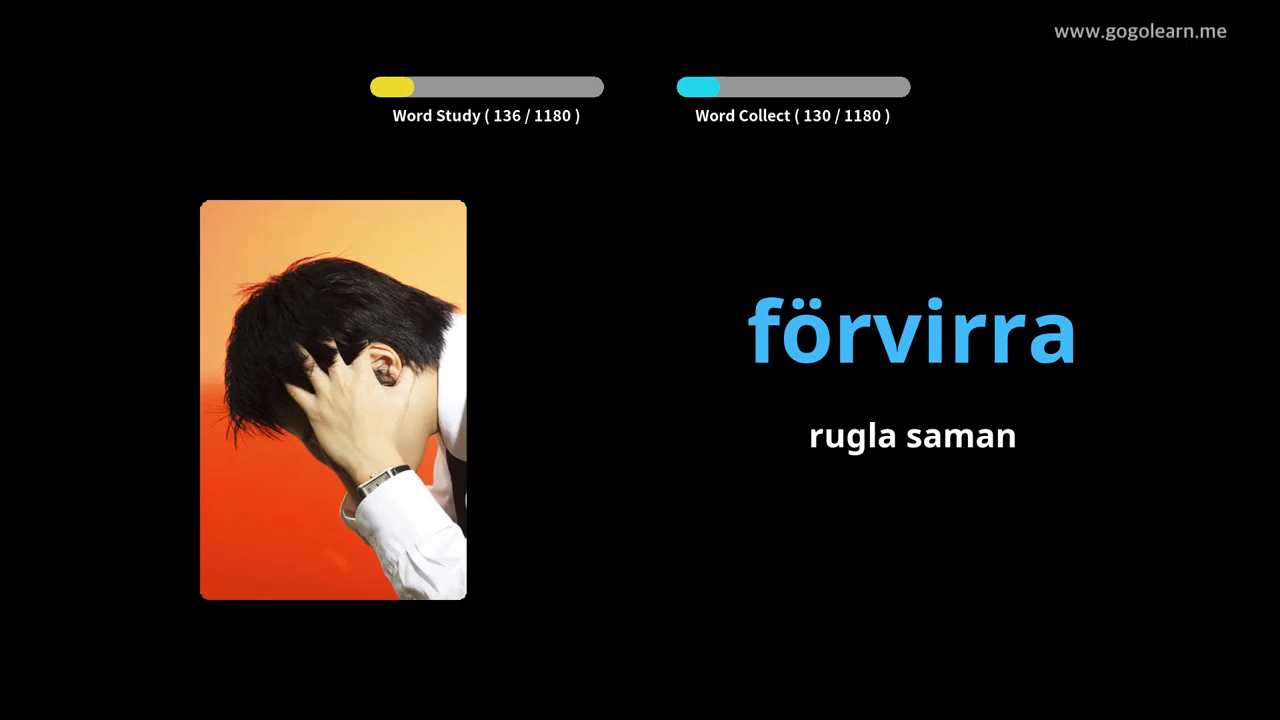 www.gogolearn.me
Word Study ( 136 / 1180 )
Word Collect ( 130 / 1180 )
förvirra
rugla saman